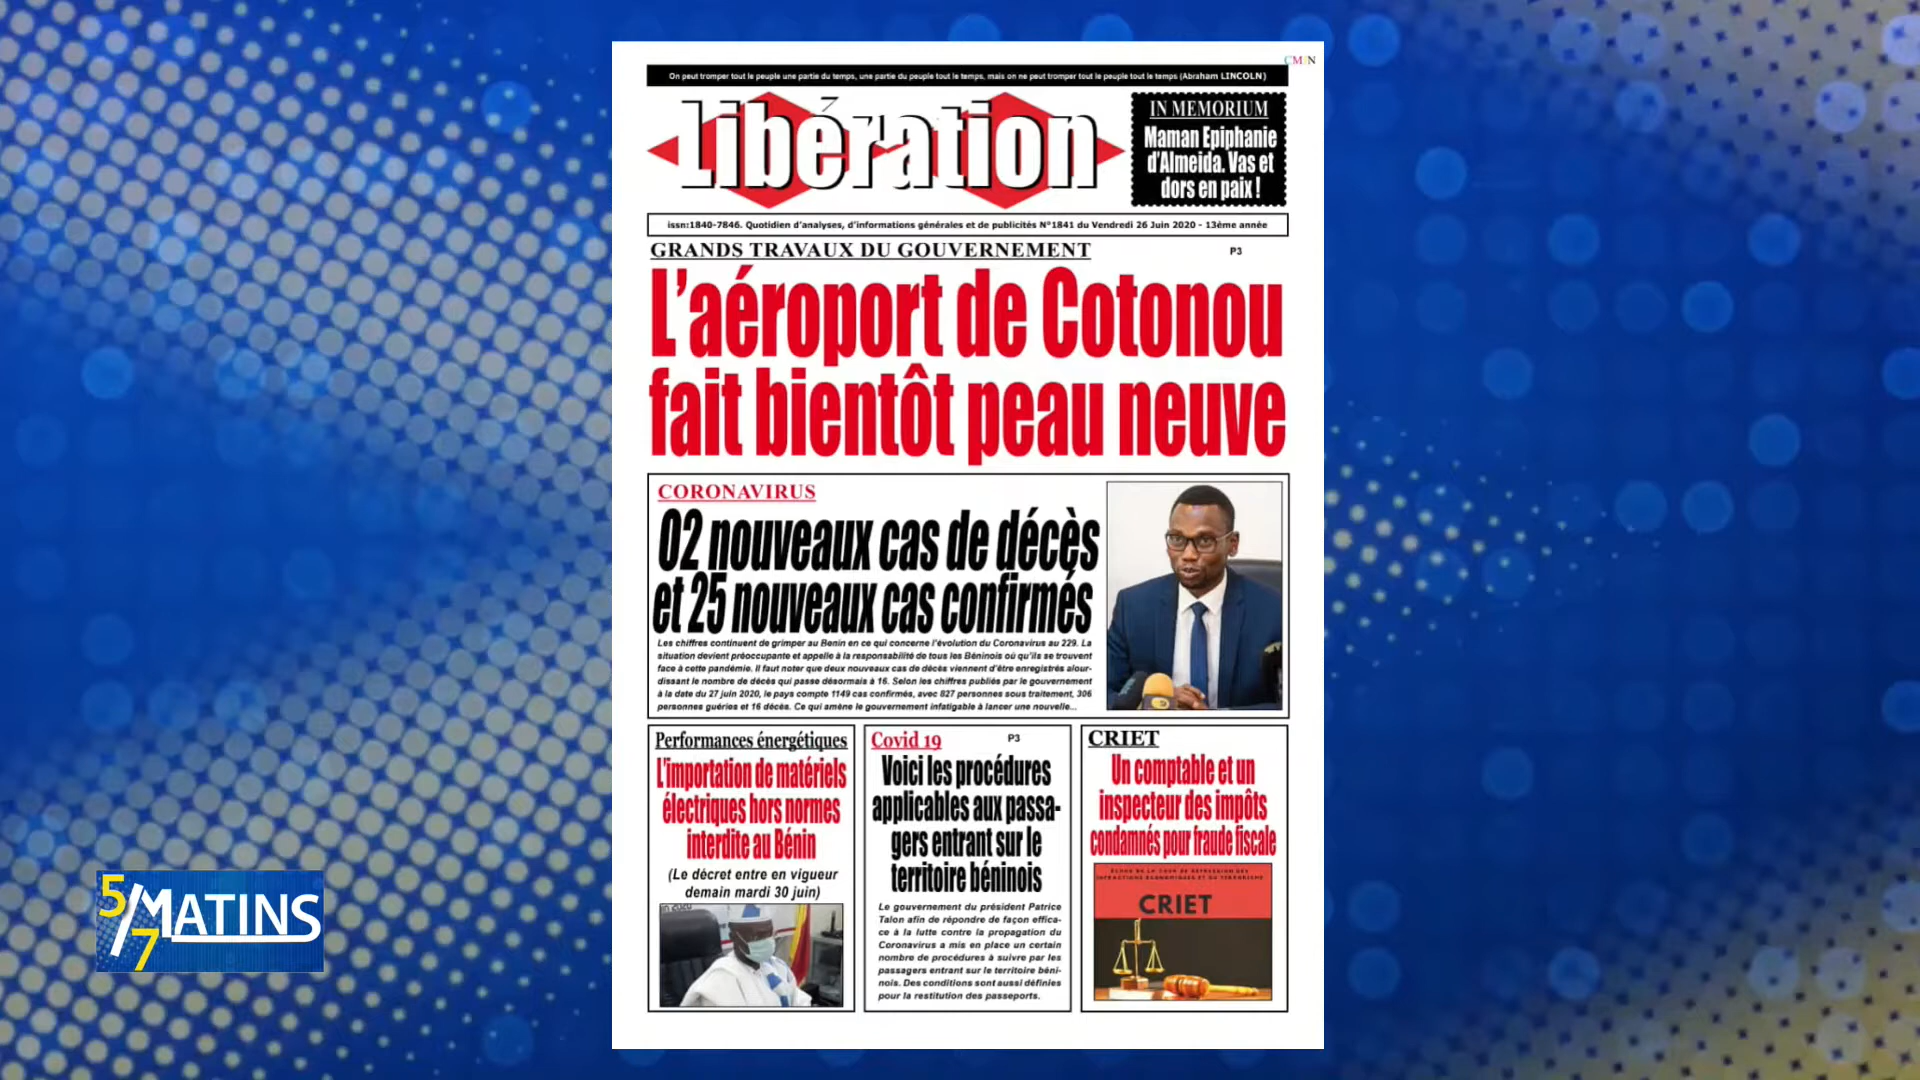 CMJN
On peut tromper tout le peuple une partie du temps, une partie du peuple tout le temps, mais on ne peut tromper tout le peuple tout le temps (Abraham LINCOLN)
libération
IN MEMORIUM
Maman Epiphanie
d'Almeida. Vas et
dors en paix !
issn:1840-7846. Quotidien d'analyses, d'informations générales et de publicités N°1841 du Vendredi 26 Juin 2020 - 13ème année
GRANDS TRAVAUX DU GOUVERNEMENT
P3
L'aéroport de Cotonou
fait bientôt peau neuve
CORONAVIRUS
02 nouveaux cas de décès
et 25 nouveaux cas confirmés
Les chiffres continuent de grimper au Benin en ce qui concerne l'évolution du Coronavirus au 229. La
situation devient préoccupante et appelle à la responsabilité de tous les Béninois où qu'ils se trouvent
face à cette pandémie. Il faut noter que deux nouveaux cas de décès viennent d'être enregistrés alour-
dissant le nombre de décès qui passe désormais à 16. Selon les chiffres publiés par le gouvernement
à la date du 27 juin 2020, le pays compte 1149 cas confirmés, avec 827 personnes sous traitement, 306
personnes guéries et 16 décès. Ce qui amène le gouvernement infatigable à lancer une nouvelle...
Performances énergétiques
L'importation de matériels
électriques hors normes
interdite au Bénin
(Le décret entre en vigueur
demain mardi 30 juin)
Covid 19
P3
Voici les procédures
applicables aux passa-
gers entrant sur le
territoire béninois
Le gouvernement du président Patrice
Talon afin de répondre de façon effica-
ce à la lutte contre la propagation du
Coronavirus a mis en place un certain
nombre de procédures à suivre par les
passagers entrant sur le territoire béni-
nois. Des conditions sont aussi définies
pour la restitution des passeports.
CRIET
Un comptable et un
inspecteur des impôts
condamnés pour fraude fiscale
INFRACTIONS ECONOMIQUES ET DU TERRORISME
CRIET
5/7 MATINS